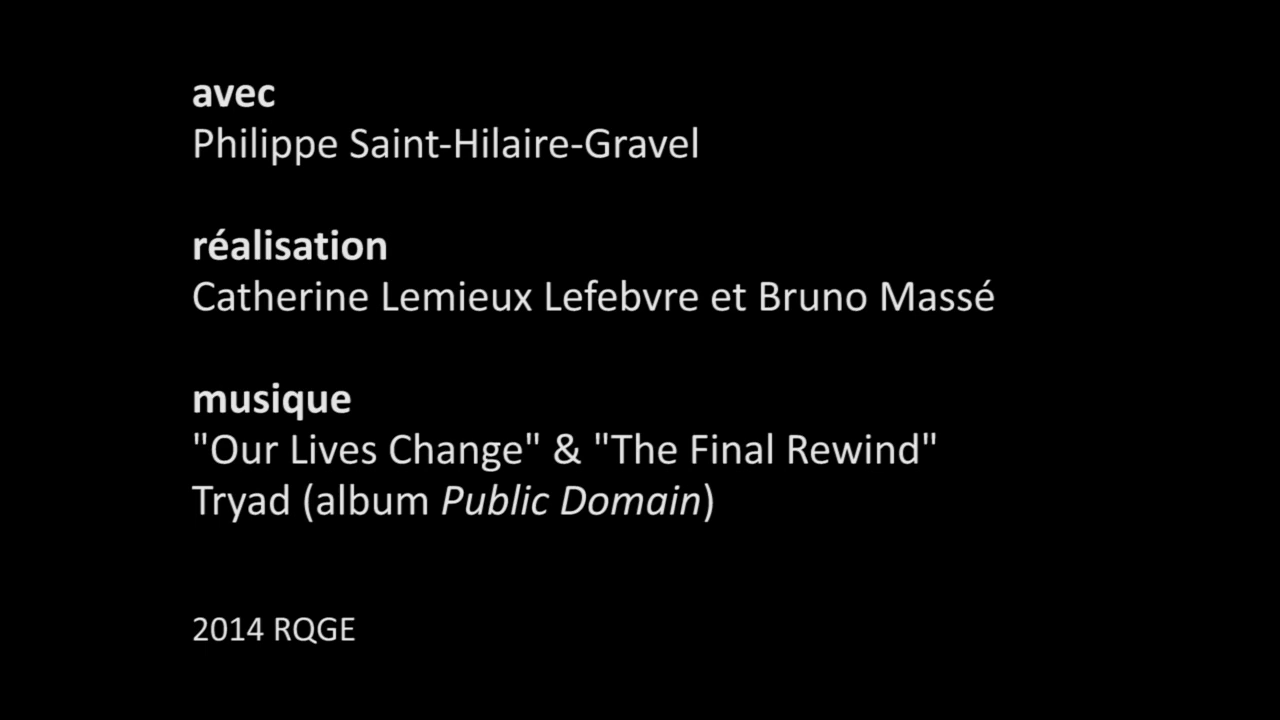 avec
Philippe Saint-Hilaire-Gravel
réalisation
Catherine Lemieux Lefebvre et Bruno Massé
musique
"Our Lives Change" & "The Final Rewind"
Tryad (album Public Domain)
2014 RQGE